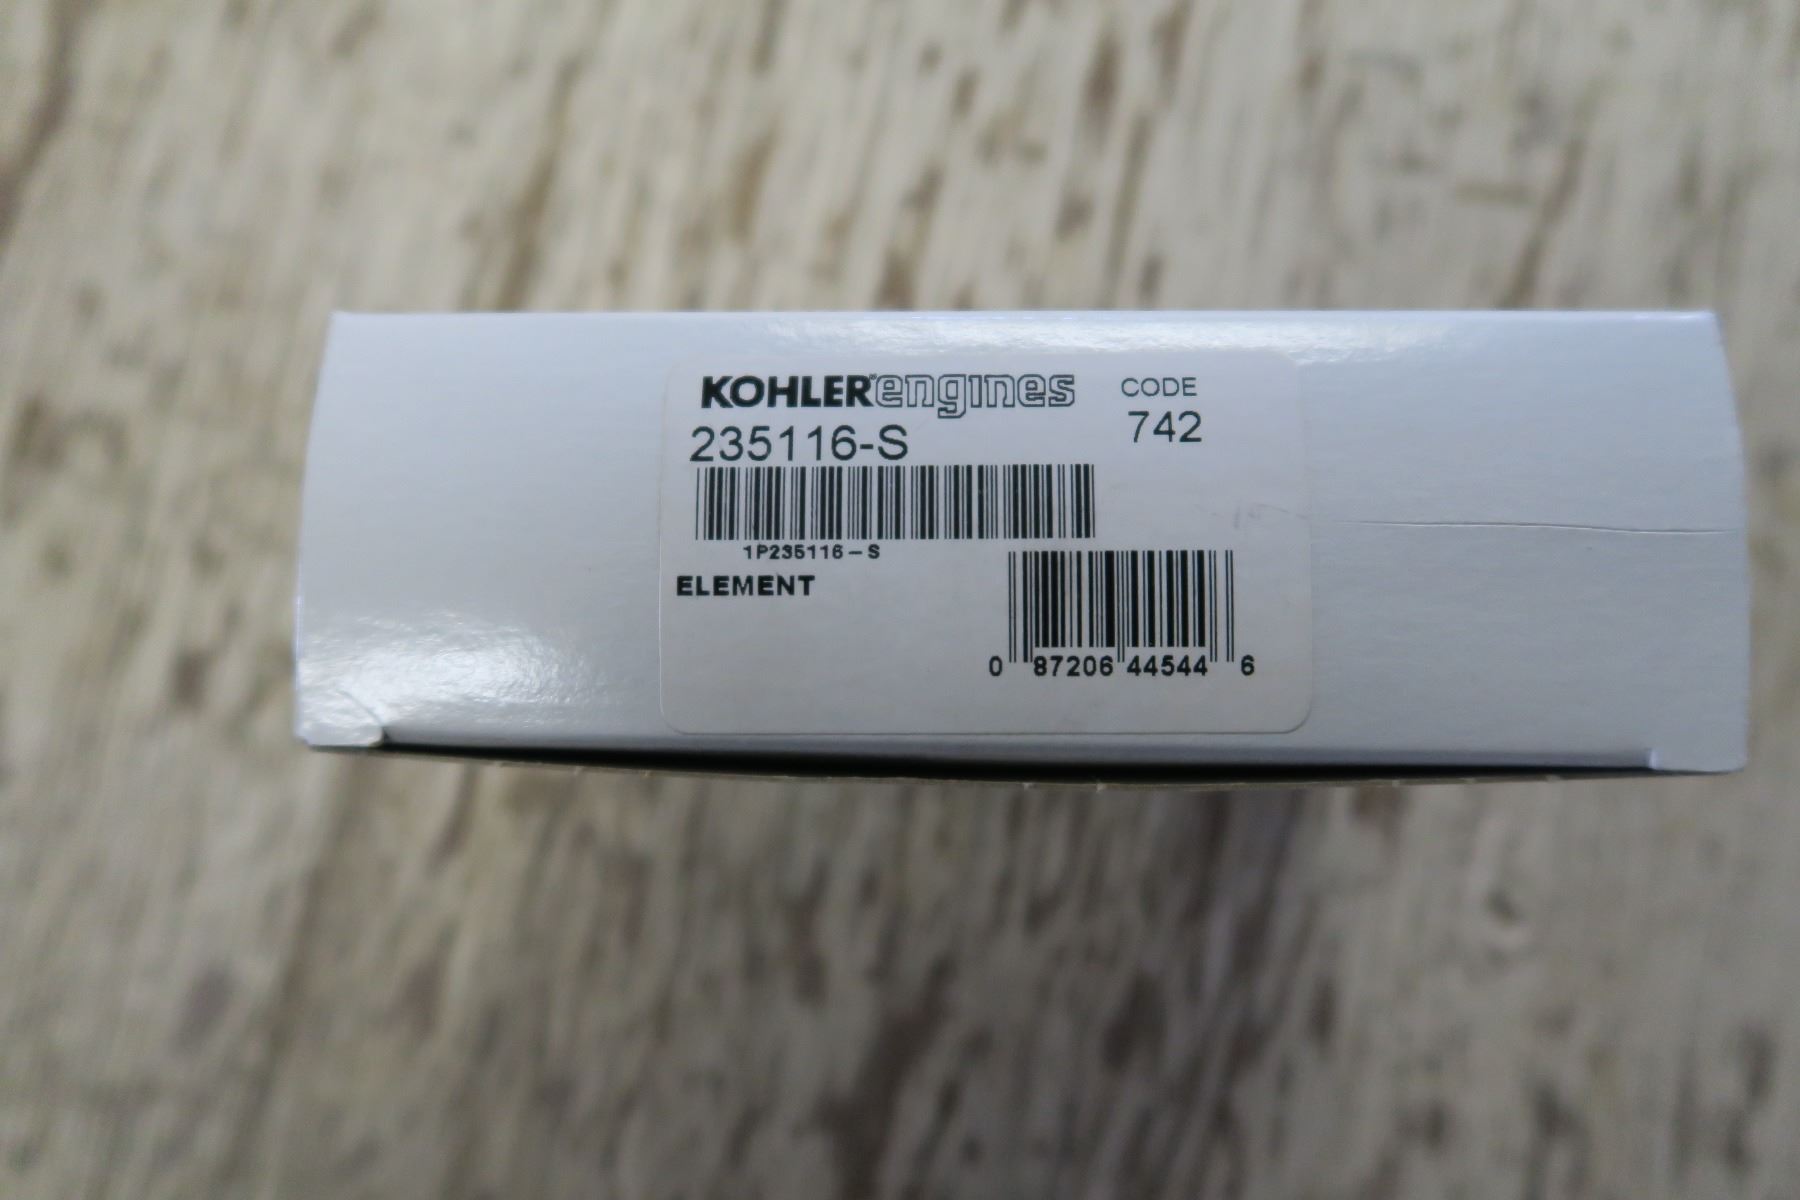 KOHLER® engines
CODE
742
235116-S
1P235116-S
ELEMENT
0 87206 44544 6